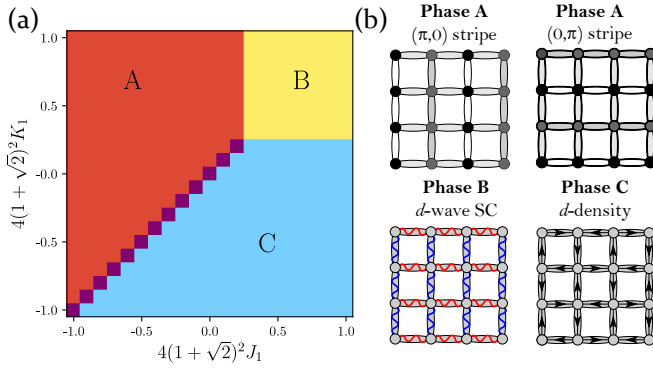 (a)
A
B
C
1.0
0.5
-0.0
-0.5
-1.0
4(1 + √2)²K₁
-1.0
-0.5
0.0
0.5
1.0
4(1 + √2)²J₁
(b)
Phase A
(π,0) stripe
Phase A
(0,π) stripe
Phase B
d-wave SC
Phase C
d-density